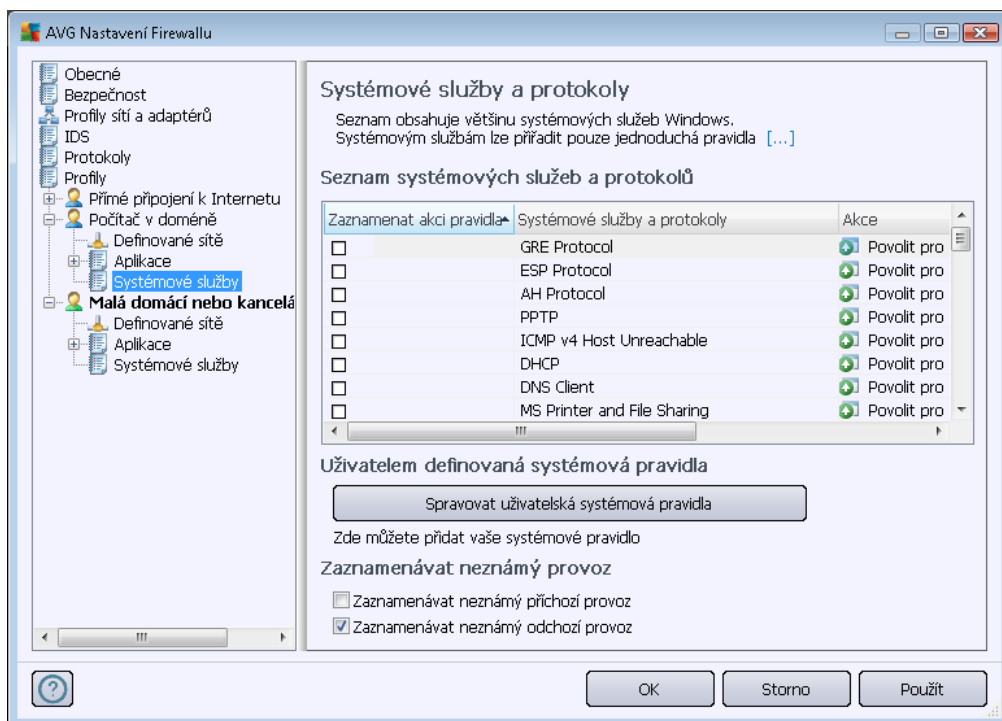 AVG Nastavení Firewallu
Obecné
Bezpečnost
Profily sítí a adaptérů
IDS
Protokoly
Profily
Přímé připojení k Internetu
Počítač v doméně
Definované sítě
Aplikace
Systémové služby
Malá domácí nebo kancelá
Definované sítě
Aplikace
Systémové služby
Systémové služby a protokoly
Seznam obsahuje většinu systémových služeb Windows.
Systémovým službám lze přiřadit pouze jednoduchá pravidla [...]
Seznam systémových služeb a protokolů
Zaznamenat akci pravidla Systémové služby a protokoly Akce
GRE Protocol Povolit pro
ESP Protocol Povolit pro
AH Protocol Povolit pro
PPTP Povolit pro
ICMP v4 Host Unreachable Povolit pro
DHCP Povolit pro
DNS Client Povolit pro
MS Printer and File Sharing Povolit pro
Uživatelem definovaná systémová pravidla
Spravovat uživatelská systémová pravidla
Zde můžete přidat vaše systémové pravidlo
Zaznamenávat neznámý provoz
Zaznamenávat neznámý příchozí provoz
Zaznamenávat neznámý odchozí provoz
? OK Storno Použít